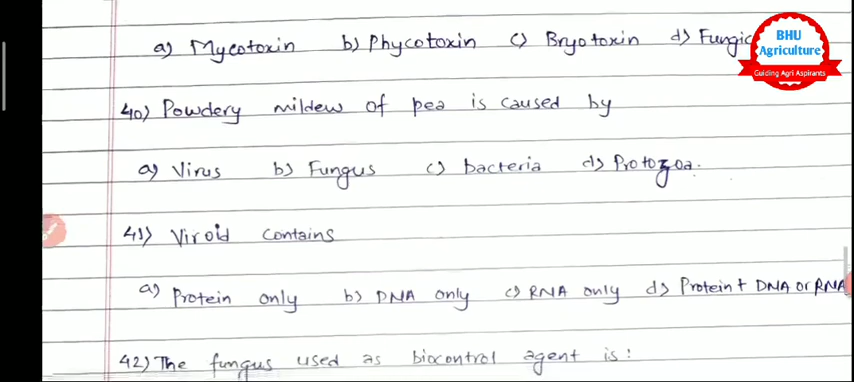 a) Mycotoxin b) Phycotoxin c) Bryotoxin d) Fungic
BHU
Agriculture
Guiding Agri Aspirants
40) Powdery mildew of pea is caused by
a) Virus b) Fungus c) bacteria d) Protozoa.
41) Viroid contains
a) Protein only b) DNA only c) RNA only d) Protein + DNA or RNA
42) The fungus used as biocontrol agent is :